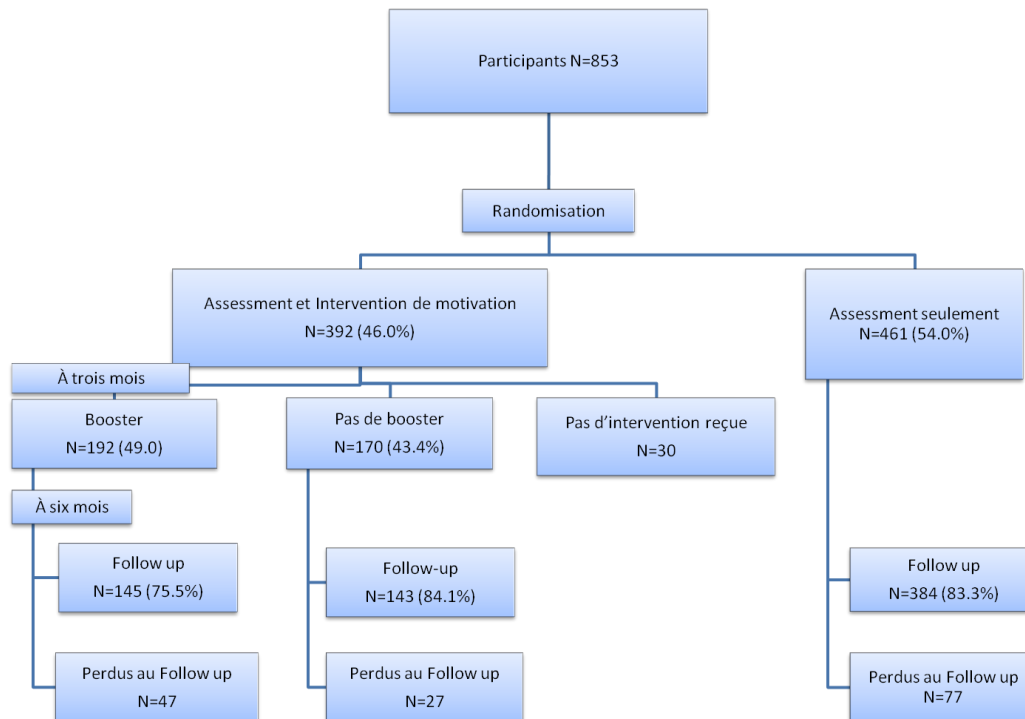 Participants N=853
Randomisation
Assessment et Intervention de motivation
N=392 (46.0%)
Assessment seulement
N=461 (54.0%)
À trois mois
Booster
N=192 (49.0)
Pas de booster
N=170 (43.4%)
Pas d’intervention reçue
N=30
À six mois
Follow up
N=145 (75.5%)
Follow-up
N=143 (84.1%)
Follow up
N=384 (83.3%)
Perdus au Follow up
N=47
Perdus au Follow up
N=27
Perdus au Follow up
N=77